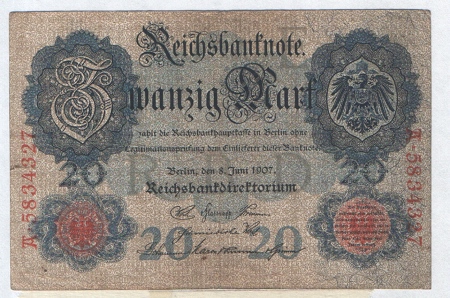 Reichsbanknote.
Zwanzig Mark
zahlt die Reichsbankhauptkasse in Berlin ohne
Legitimationsprüfung dem Einlieferer dieser Banknote
Berlin, den 8. Juni 1907.
Reichsbankdirektorium
A·5834327
A·5834327
20
20
20
20